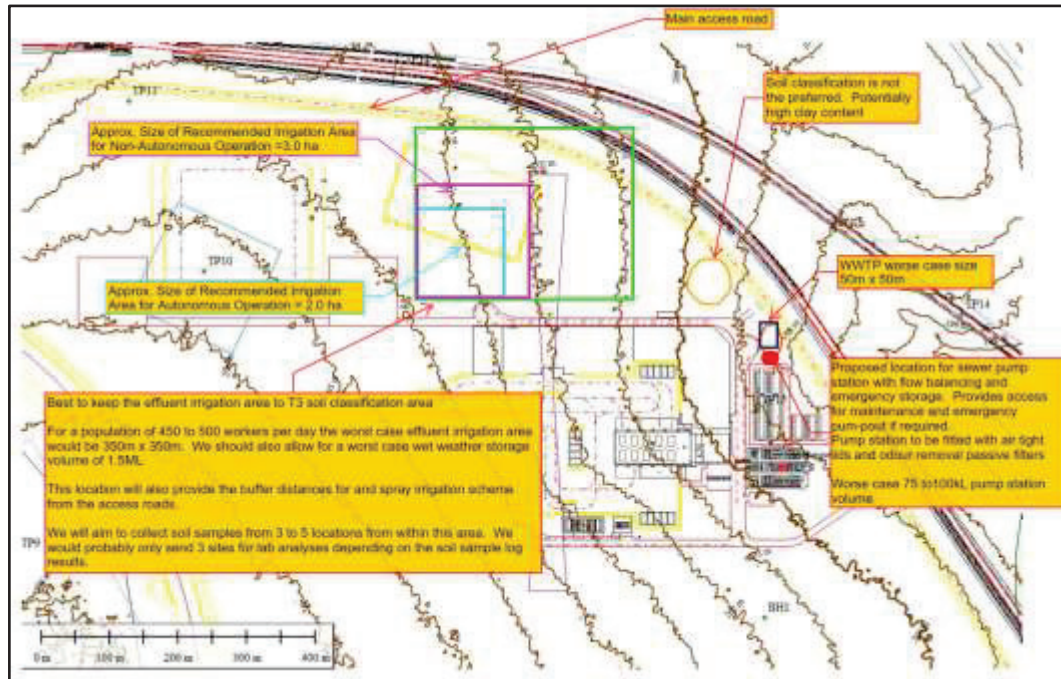 Main access road
TP11
Soil classification is not
the preferred. Potentially
high clay content
Approx. Size of Recommended Irrigation Area
for Non-Autonomous Operation =3.0 ha
TP10
WWTP worse case size
50m x 50m
TP14
Approx. Size of Recommended Irrigation
Area for Autonomous Operation = 2.0 ha
Proposed location for sewer pump
station with flow balancing and
emergency storage. Provides access
for maintenance and emergency
pum-pout if required.
Pump station to be fitted with air tight
lids and odour removal passive filters
Worse case 75 to100kL pump station
volume
Best to keep the effluent irrigation area to T3 soil classification area
For a population of 450 to 500 workers per day the worst case effluent irrigation area
would be 350m x 350m. We should also allow for a worst case wet weather storage
volume of 1.5ML.
This location will also provide the buffer distances for and spray irrigation scheme
from the access roads.
We will aim to collect soil samples from 3 to 5 locations from within this area. We
would probably only send 3 sites for lab analyses depending on the soil sample log
results.
TP9
BH1
0 m 100 m 200 m 300 m 400 m